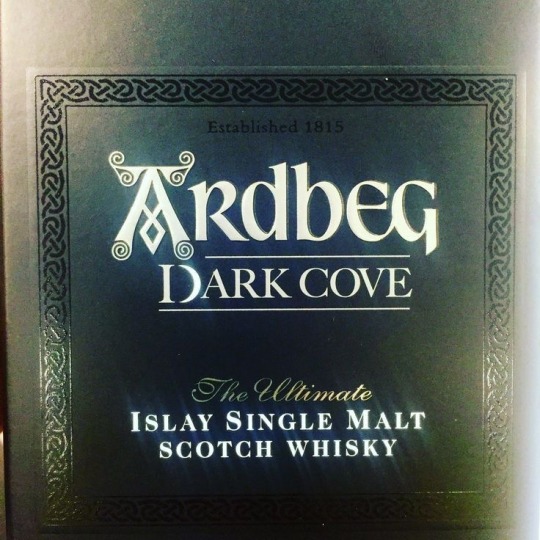 Established 1815
ARdbeG
DARK COVE
The Ultimate
ISLAY SINGLE MALT
SCOTCH WHISKY